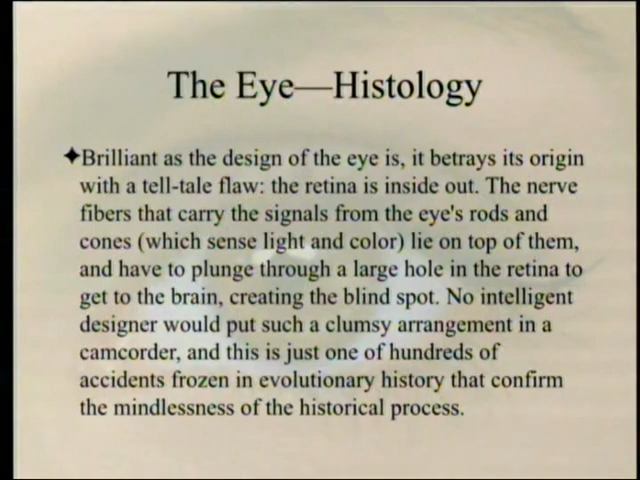 The Eye—Histology
✦Brilliant as the design of the eye is, it betrays its origin
with a tell-tale flaw: the retina is inside out. The nerve
fibers that carry the signals from the eye's rods and
cones (which sense light and color) lie on top of them,
and have to plunge through a large hole in the retina to
get to the brain, creating the blind spot. No intelligent
designer would put such a clumsy arrangement in a
camcorder, and this is just one of hundreds of
accidents frozen in evolutionary history that confirm
the mindlessness of the historical process.